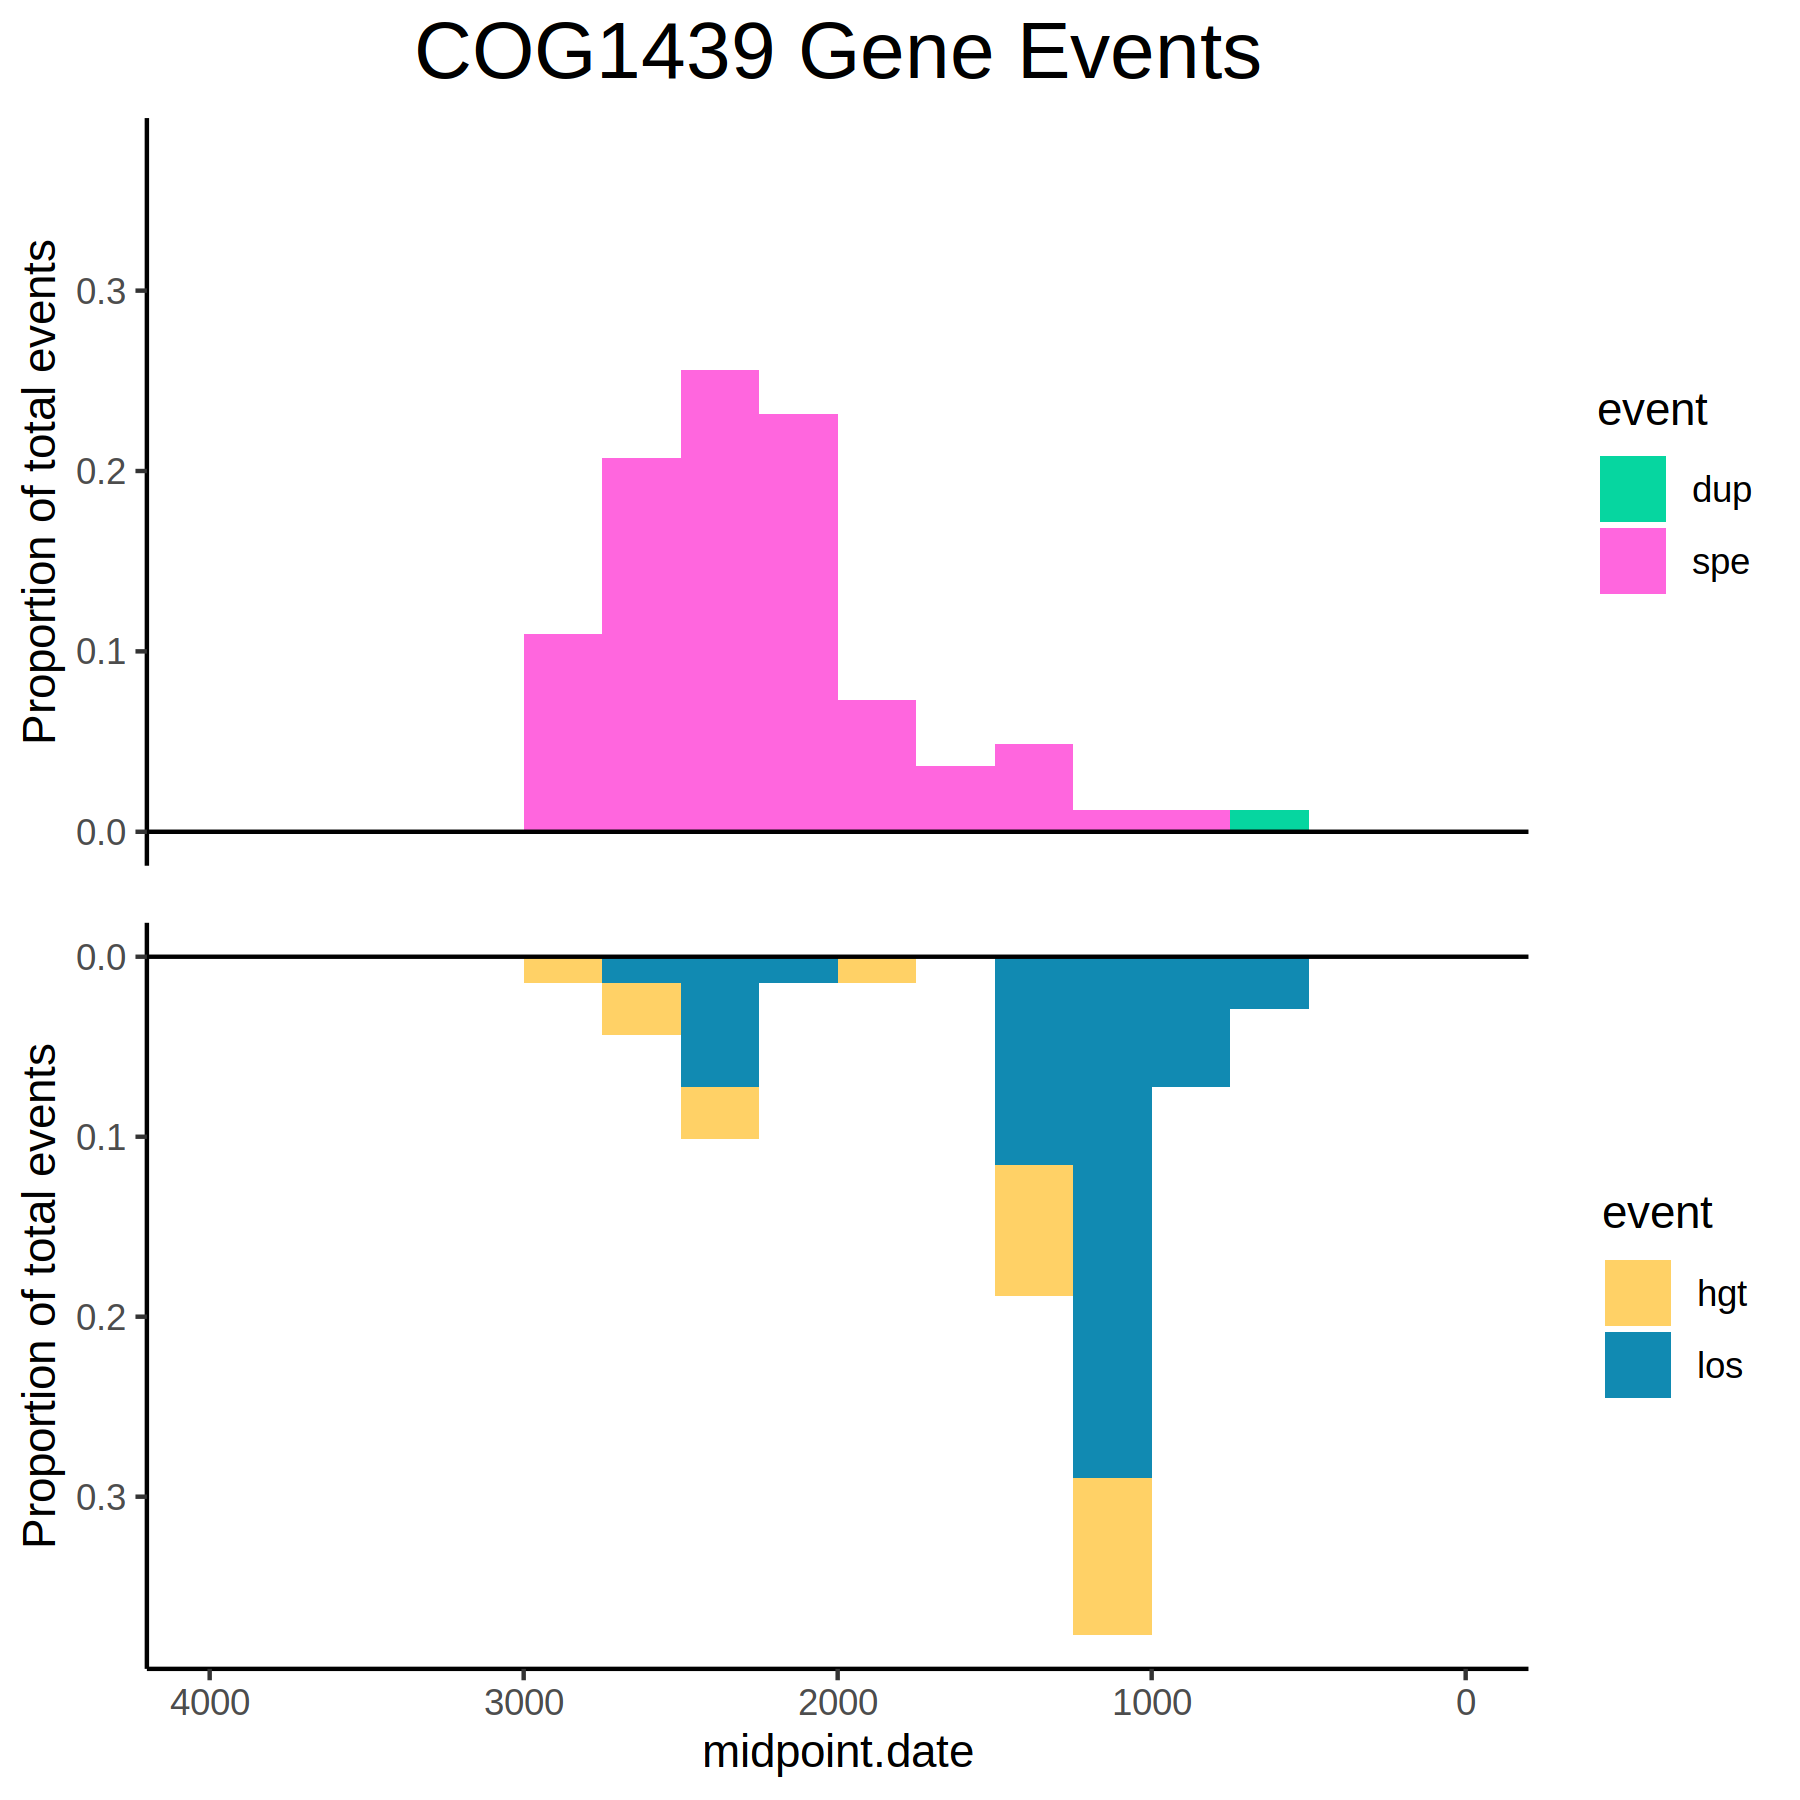 COG1439 Gene Events
Proportion of total events
0.3
0.2
0.1
0.0
event
dup
spe
Proportion of total events
0.0
0.1
0.2
0.3
event
hgt
los
4000 3000 2000 1000 0
midpoint.date